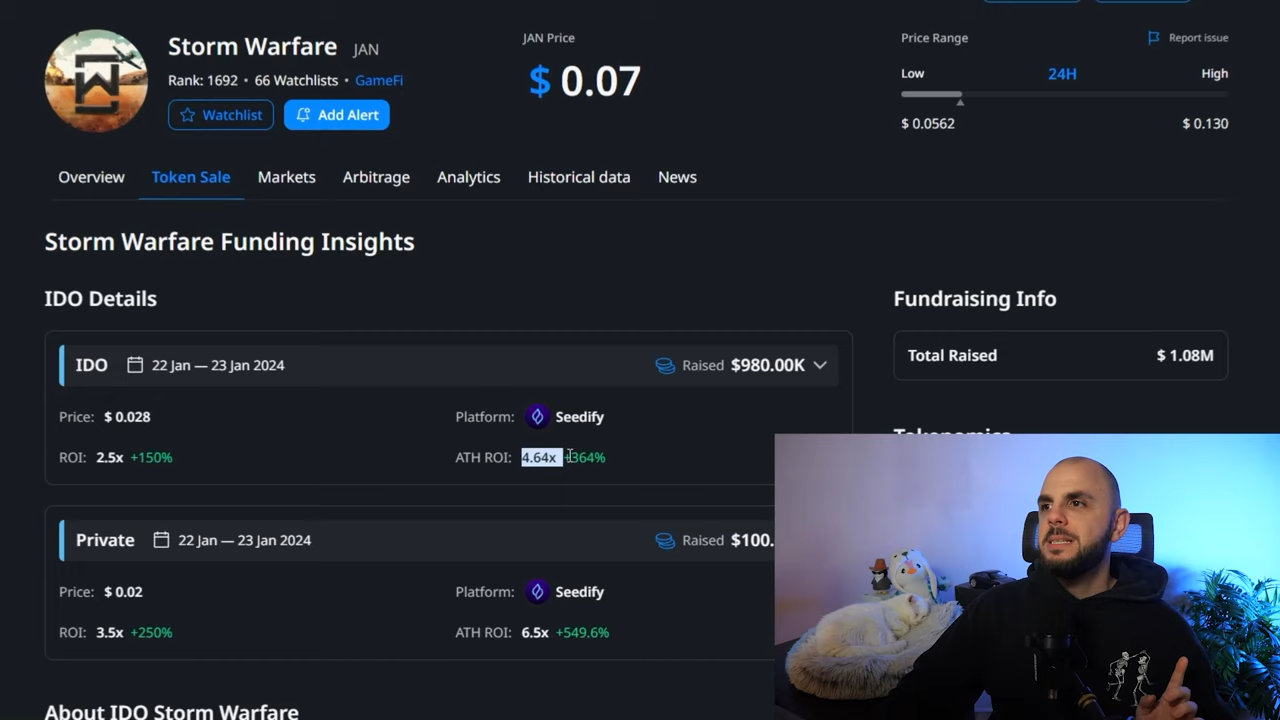 Storm Warfare JAN
Rank: 1692 • 66 Watchlists • GameFi
Watchlist
Add Alert
JAN Price
$ 0.07
Price Range
Report issue
Low 24H High
$ 0.0562 $ 0.130
Overview Token Sale Markets Arbitrage Analytics Historical data News
Storm Warfare Funding Insights
IDO Details
IDO 22 Jan — 23 Jan 2024 Raised $980.00K
Price: $ 0.028 Platform: Seedify
ROI: 2.5x +150% ATH ROI: 4.64x +364%
Private 22 Jan — 23 Jan 2024 Raised $100.
Price: $ 0.02 Platform: Seedify
ROI: 3.5x +250% ATH ROI: 6.5x +549.6%
About IDO Storm Warfare
Fundraising Info
Total Raised $ 1.08M
Tokenomics